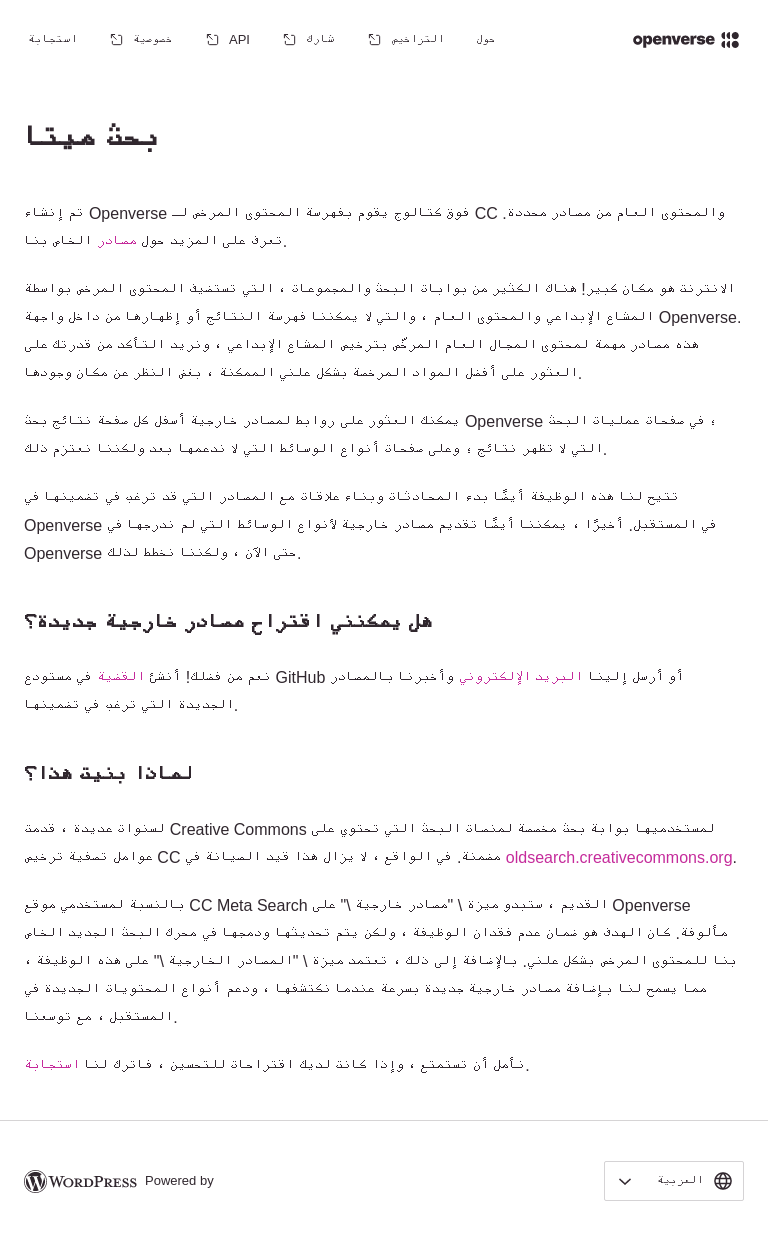 openverse
حول
التراخيص
شارك
API
خصوصية
استجابة
بحث ميتا
تم إنشاء Openverse فوق كتالوج يقوم بفهرسة المحتوى المرخص لـ CC والمحتوى العام من مصادر محددة.
تعرف على المزيد حول مصادر الخاص بنا.
الانترنت هو مكان كبير! هناك الكثير من بوابات البحث والمجموعات ، التي تستضيف المحتوى المرخص بواسطة
المشاع الإبداعي والمحتوى العام ، والتي لا يمكننا فهرسة النتائج أو إظهارها من داخل واجهة Openverse.
هذه مصادر مهمة لمحتوى المجال العام المرخّص بترخيص المشاع الإبداعي ، ونريد التأكد من قدرتك على
العثور على أفضل المواد المرخصة بشكل علني الممكنة ، بغض النظر عن مكان وجودها.
يمكنك العثور على روابط لمصادر خارجية أسفل كل صفحة نتائج بحث Openverse ؛ في صفحات عمليات البحث
التي لا تظهر نتائج ؛ وعلى صفحات أنواع الوسائط التي لا ندعمها بعد ولكننا نعتزم ذلك.
تتيح لنا هذه الوظيفة أيضًا بدء المحادثات وبناء علاقات مع المصادر التي قد ترغب في تضمينها في
Openverse في المستقبل. أخيرًا ، يمكننا أيضًا تقديم مصادر خارجية لأنواع الوسائط التي لم ندرجها في
Openverse حتى الآن ، ولكننا نخطط لذلك.
هل يمكنني اقتراح مصادر خارجية جديدة؟
نعم من فضلك! أنشئ القضية في مستودع GitHub أو أرسل إلينا البريد الإلكتروني وأخبرنا بالمصادر
الجديدة التي ترغب في تضمينها.
لماذا بنيت هذا؟
لسنوات عديدة ، قدمت Creative Commons لمستخدميها بوابة بحث مخصصة لمنصات البحث التي تحتوي على
عوامل تصفية ترخيص CC مضمنة. في الواقع ، لا يزال هذا قيد الصيانة في oldsearch.creativecommons.org.
بالنسبة لمستخدمي موقع CC Meta Search القديم ، ستبدو ميزة \ "مصادر خارجية \" على Openverse
مألوفة. كان الهدف هو ضمان عدم فقدان الوظيفة ، ولكن يتم تحديثها ودمجها في محرك البحث الجديد الخاص
بنا للمحتوى المرخص بشكل علني. بالإضافة إلى ذلك ، تعتمد ميزة \ "المصادر الخارجية \" على هذه الوظيفة ،
مما يسمح لنا بإضافة مصادر خارجية جديدة بسرعة عندما نكتشفها ، ودعم أنواع المحتويات الجديدة في
المستقبل ، مع توسعنا.
نأمل أن تستمتع ، وإذا كانت لديك اقتراحات للتحسين ، فاترك لنا استجابة.
العربية
Powered by WORDPRESS